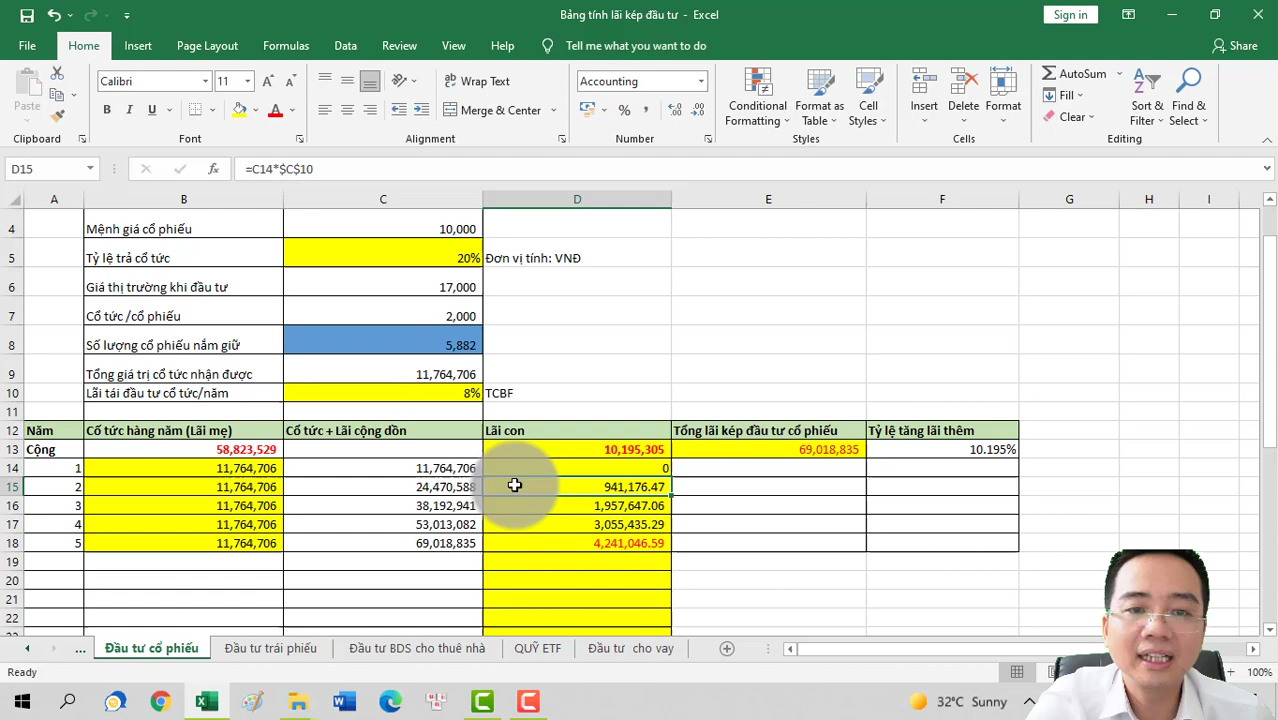 Bảng tính lãi kép đầu tư - Excel
Sign in
File Home Insert Page Layout Formulas Data Review View Help Tell me what you want to do Share
Paste
Calibri 11
B I U
Wrap Text
Merge & Center
Accounting
Conditional Formatting
Format as Table
Cell Styles
Insert
Delete
Format
AutoSum
Fill
Clear
Sort & Filter
Find & Select
Clipboard Font Alignment Number Styles Cells Editing
D15 fx =C14*$C$10
A B C D E F G H I
4 Mệnh giá cổ phiếu 10,000
5 Tỷ lệ trả cổ tức 20% Đơn vị tính: VNĐ
6 Giá thị trường khi đầu tư 17,000
7 Cổ tức /cổ phiếu 2,000
8 Số lượng cổ phiếu nắm giữ 5,882
9 Tổng giá trị cổ tức nhận được 11,764,706
10 Lãi tái đầu tư cổ tức/năm 8% TCBF
11
12 Năm Cổ tức hàng năm (Lãi mẹ) Cổ tức + Lãi cộng dồn Lãi con Tổng lãi kép đầu tư cổ phiếu Tỷ lệ tăng lãi thêm
13 Cộng 58,823,529 10,195,305 69,018,835 10.195%
14 1 11,764,706 11,764,706 0
15 2 11,764,706 24,470,588 941,176.47
16 3 11,764,706 38,192,941 1,957,647.06
17 4 11,764,706 53,013,082 3,055,435.29
18 5 11,764,706 69,018,835 4,241,046.59
19
20
21
22
... Đầu tư cổ phiếu Đầu tư trái phiếu Đầu tư BDS cho thuê nhà QUỸ ETF Đầu tư cho vay
Ready 100%
32°C Sunny